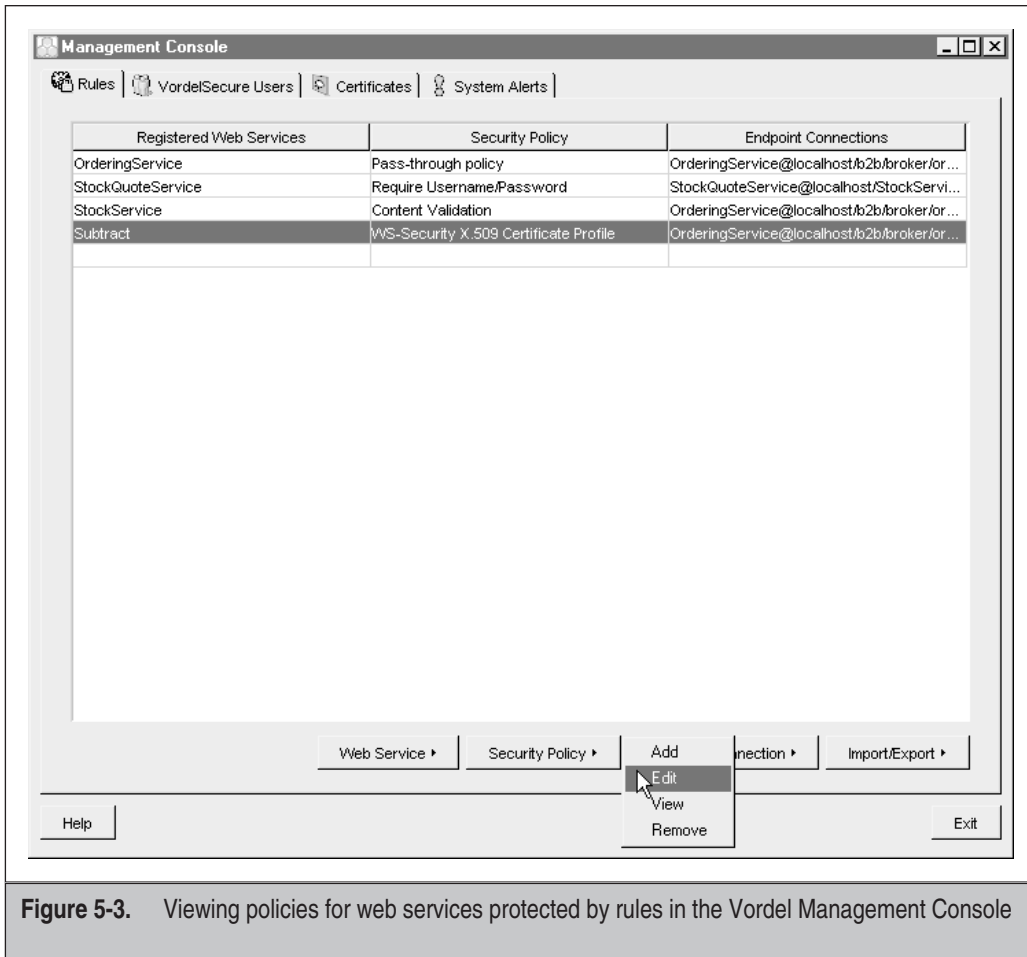 Management Console
Rules VordelSecure Users Certificates System Alerts
Registered Web Services Security Policy Endpoint Connections
OrderingService Pass-through policy OrderingService@localhost/b2b/broker/or...
StockQuoteService Require Username/Password StockQuoteService@localhost/StockServi...
StockService Content Validation OrderingService@localhost/b2b/broker/or...
Subtract WS-Security X.509 Certificate Profile OrderingService@localhost/b2b/broker/or...
Web Service Security Policy Add nnection Import/Export
Edit
View
Remove
Help Exit
Figure 5-3. Viewing policies for web services protected by rules in the Vordel Management Console